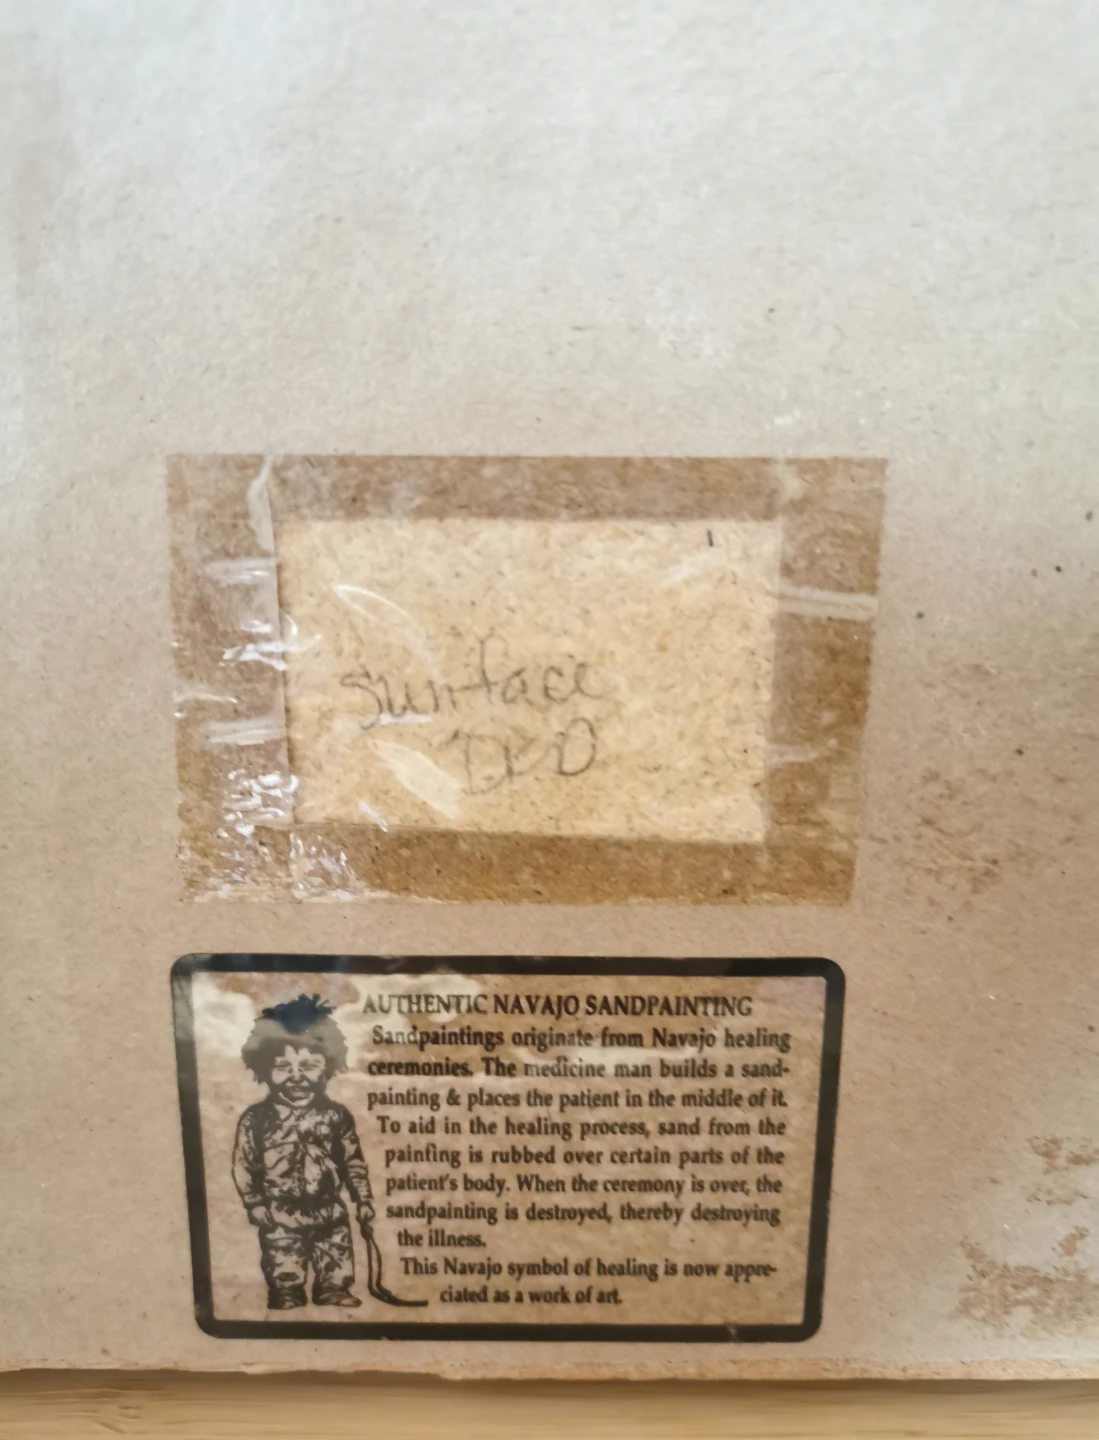 Sunface
AUTHENTIC NAVAJO SANDPAINTING
Sandpaintings originate from Navajo healing
ceremonies. The medicine man builds a sand-
painting & places the patient in the middle of it.
To aid in the healing process, sand from the
painting is rubbed over certain parts of the
patient's body. When the ceremony is over, the
sandpainting is destroyed, thereby destroying
the illness.
This Navajo symbol of healing is now appre-
ciated as a work of art.